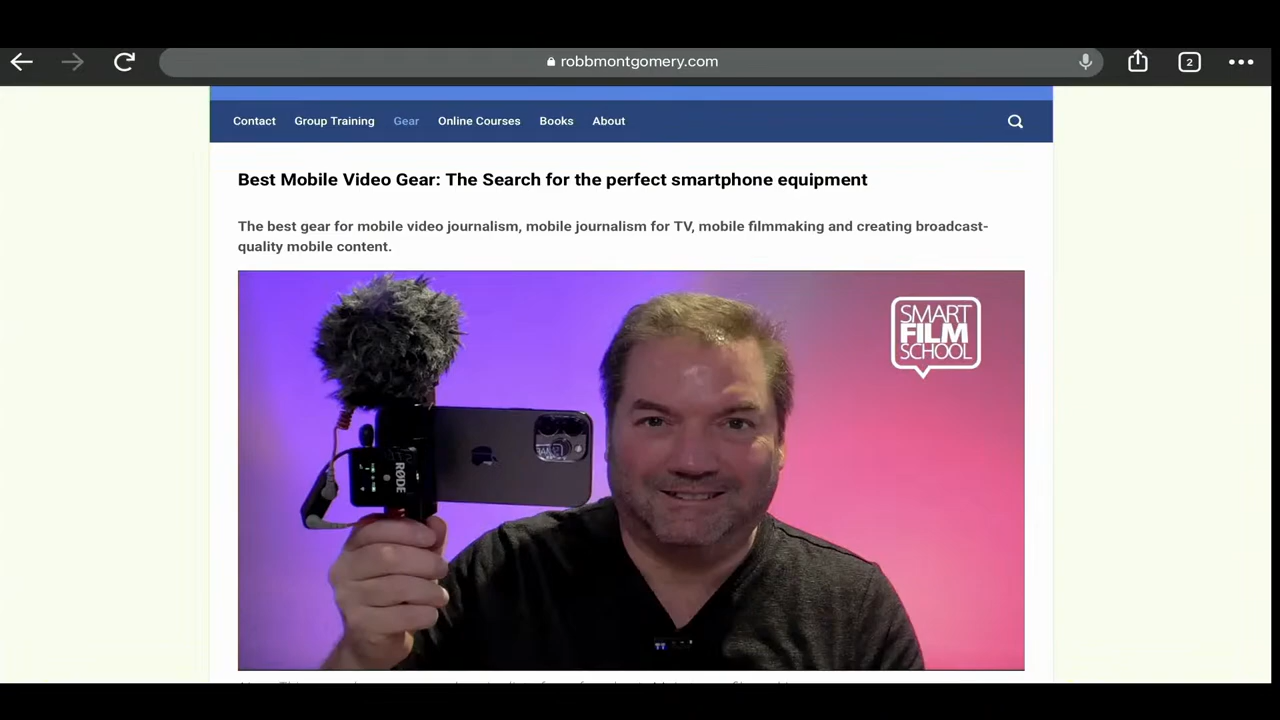 robbmontgomery.com
2
Contact Group Training Gear Online Courses Books About
Best Mobile Video Gear: The Search for the perfect smartphone equipment
The best gear for mobile video journalism, mobile journalism for TV, mobile filmmaking and creating broadcast-
quality mobile content.
SMART
FILM
SCHOOL
RØDE